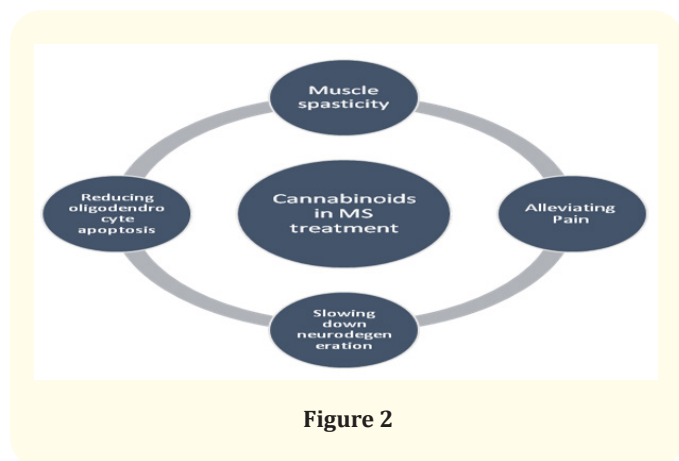 Muscle
spasticity
Reducing
oligodendro
cyte
apoptosis
Cannabinoids
in MS
treatment
Alleviating
Pain
Slowing
down
neurodegen
eration
Figure 2